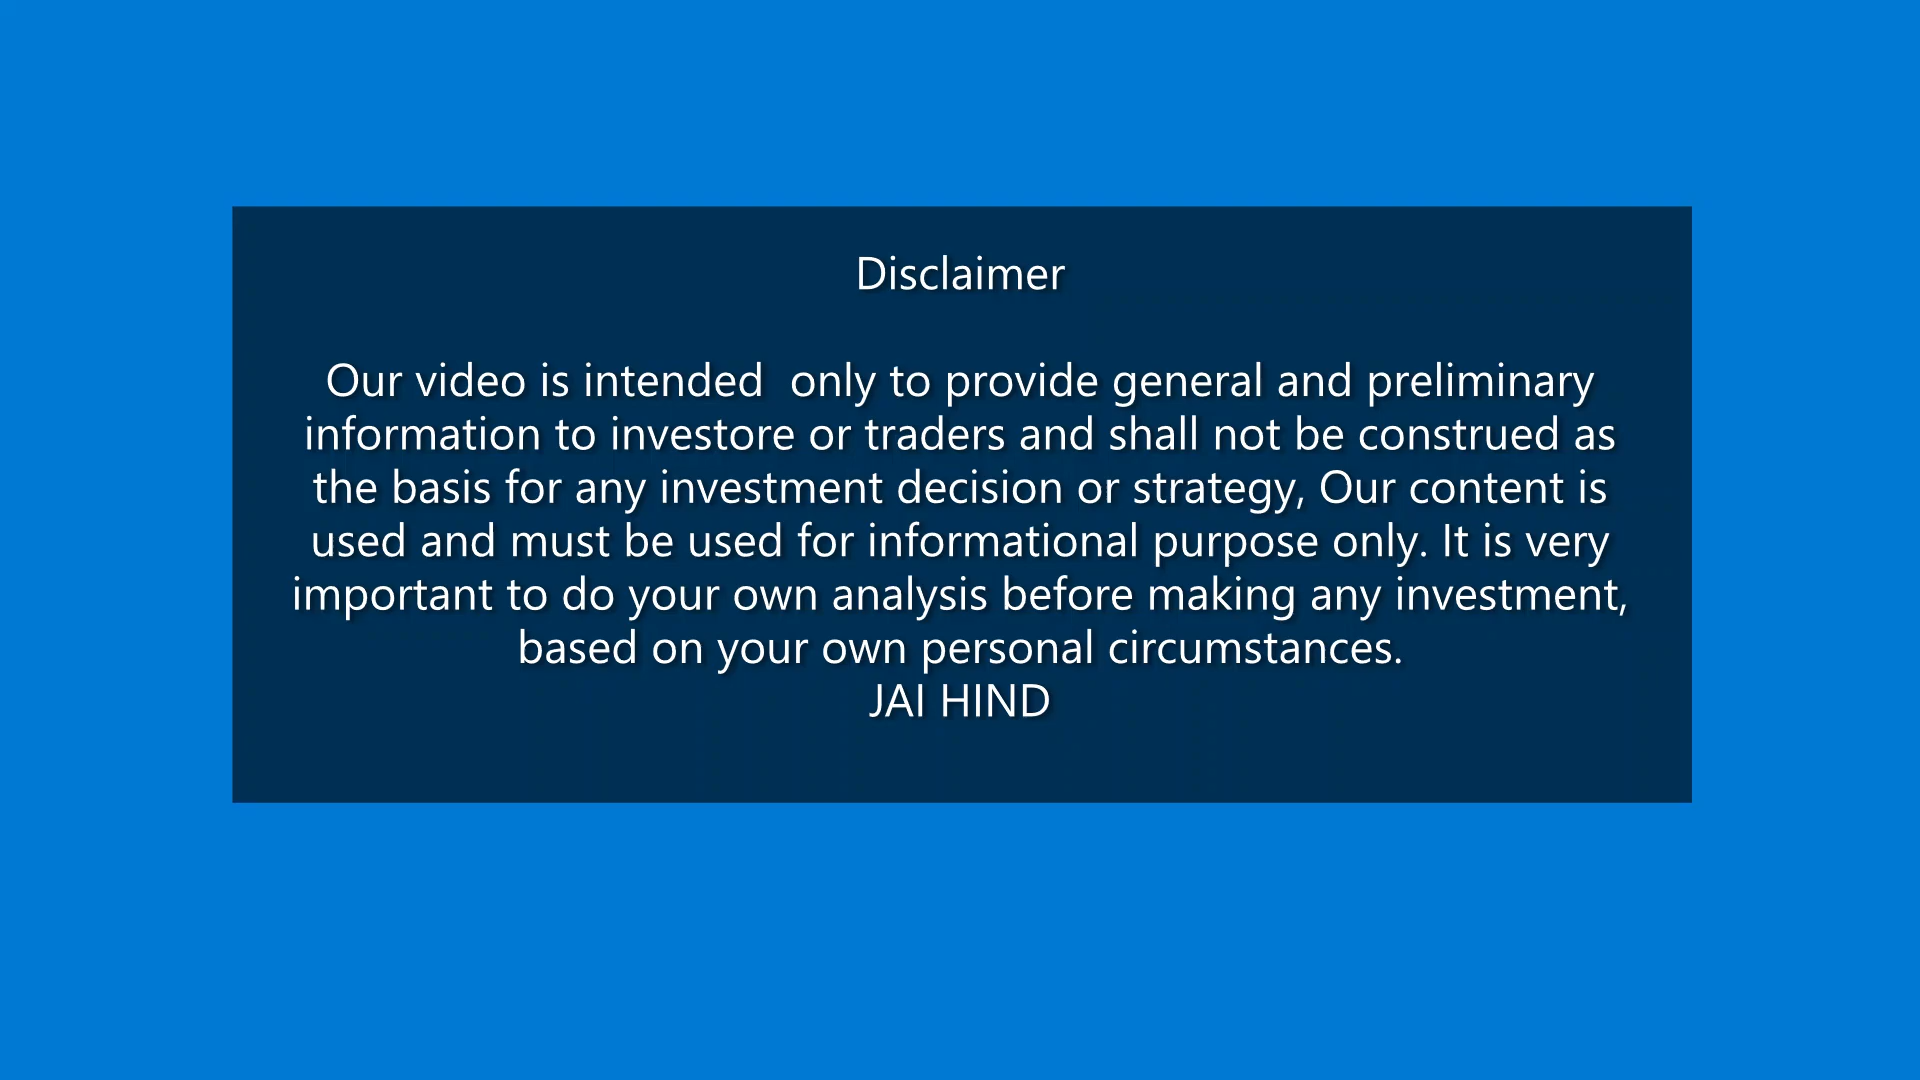 Disclaimer
Our video is intended  only to provide general and preliminary
information to investore or traders and shall not be construed as
the basis for any investment decision or strategy, Our content is
used and must be used for informational purpose only. It is very
important to do your own analysis before making any investment,
based on your own personal circumstances.
JAI HIND